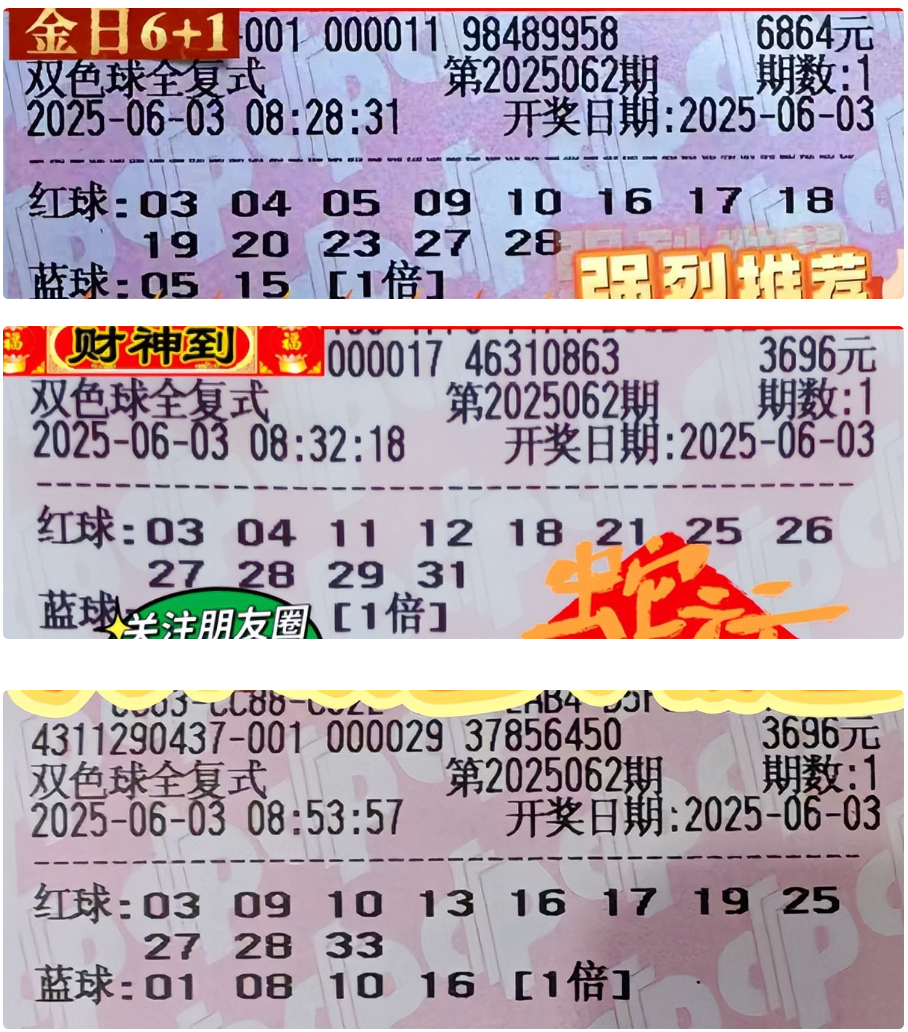 金日6+1
-001 000011 98489958 6864元
双色球全复式 第2025062期 期数:1
2025-06-03 08:28:31 开奖日期:2025-06-03
红球:03 04 05 09 10 16 17 18
19 20 23 27 28
蓝球:05 15 [1倍]
强烈推荐
财神到
福 福
000017 46310863 3696元
双色球全复式 第2025062期 期数:1
2025-06-03 08:32:18 开奖日期:2025-06-03
红球:03 04 11 12 18 21 25 26
27 28 29 31
蓝球 [1倍]
关注朋友圈
4311290437-001 000029 37856450 3696元
双色球全复式 第2025062期 期数:1
2025-06-03 08:53:57 开奖日期:2025-06-03
红球:03 09 10 13 16 17 19 25
27 28 33
蓝球:01 08 10 16 [1倍]